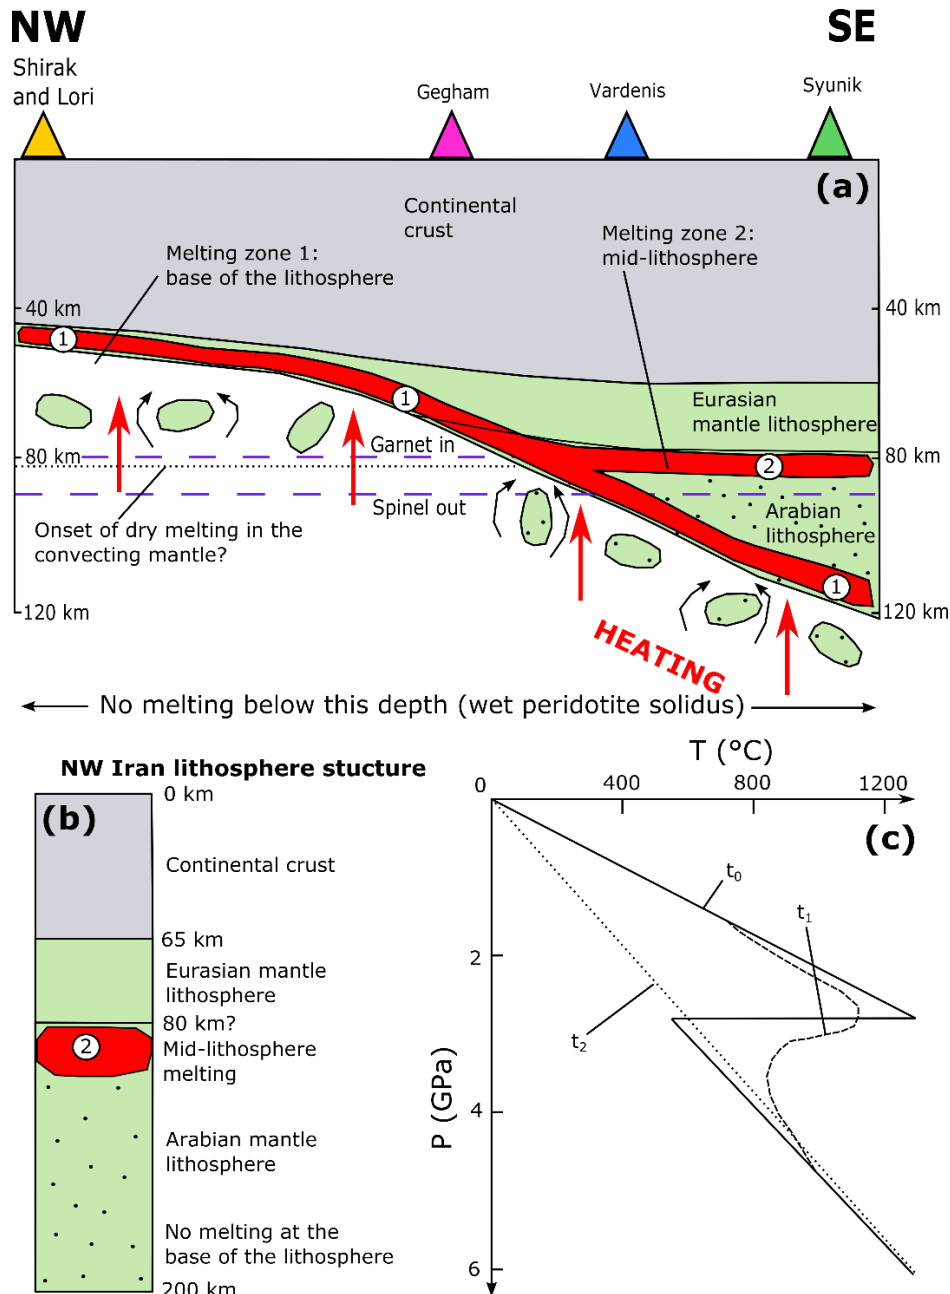 NW
SE
Shirak
and Lori
Gegham
Vardenis
Syunik
(a)
Continental
crust
Melting zone 1:
base of the lithosphere
Melting zone 2:
mid-lithosphere
40 km
40 km
1
1
Eurasian
mantle lithosphere
Garnet in
80 km
80 km
2
Spinel out
Arabian
lithosphere
Onset of dry melting in the
convecting mantle?
1
120 km
120 km
HEATING
No melting below this depth (wet peridotite solidus)
NW Iran lithosphere stucture
(b)
0 km
Continental crust
65 km
Eurasian mantle
lithosphere
80 km?
2
Mid-lithosphere
melting
Arabian mantle
lithosphere
No melting at the
base of the lithosphere
200 km
T (°C)
0
400
800
1200
(c)
t0
t1
2
t2
P (GPa)
4
6